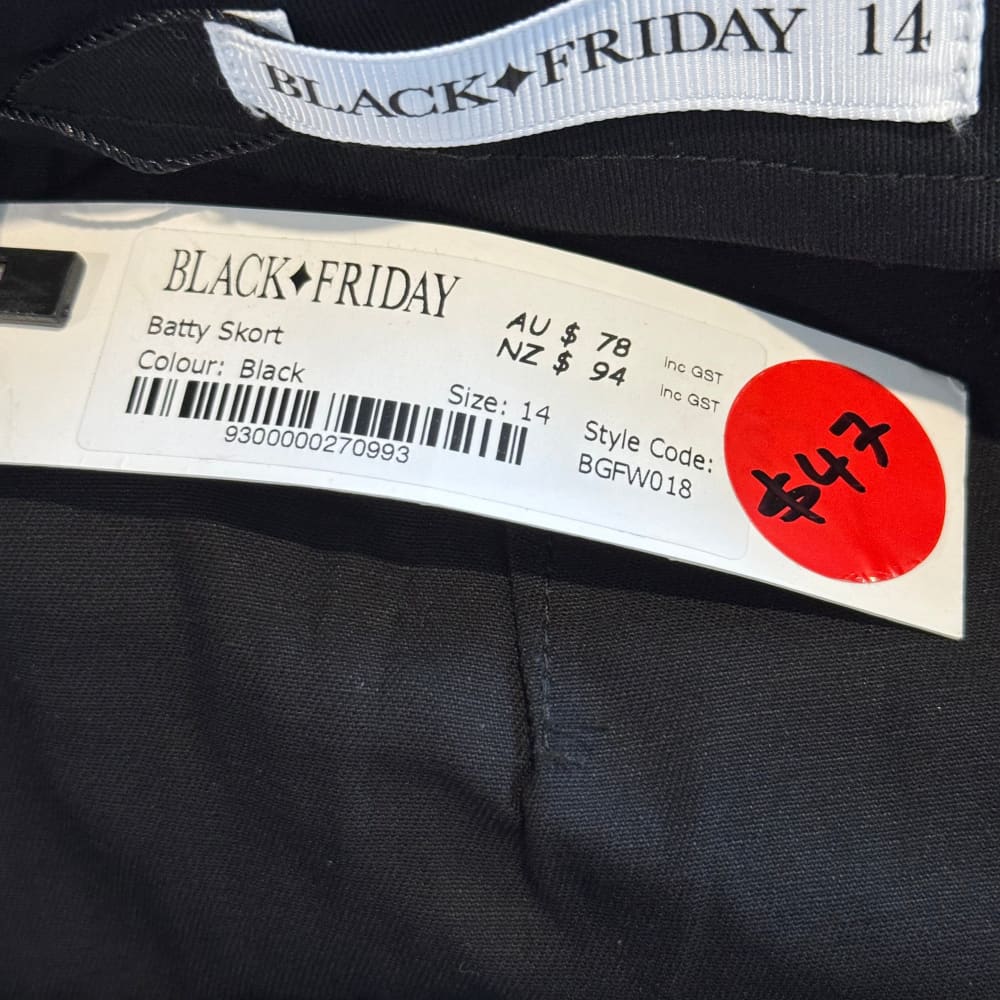 BLACK✦FRIDAY 14
BLACK✦FRIDAY
Batty Skort
Colour: Black
AU $ 78 Inc GST
NZ $ 94 Inc GST
Size: 14
9300000270993
Style Code:
BGFW018
$47